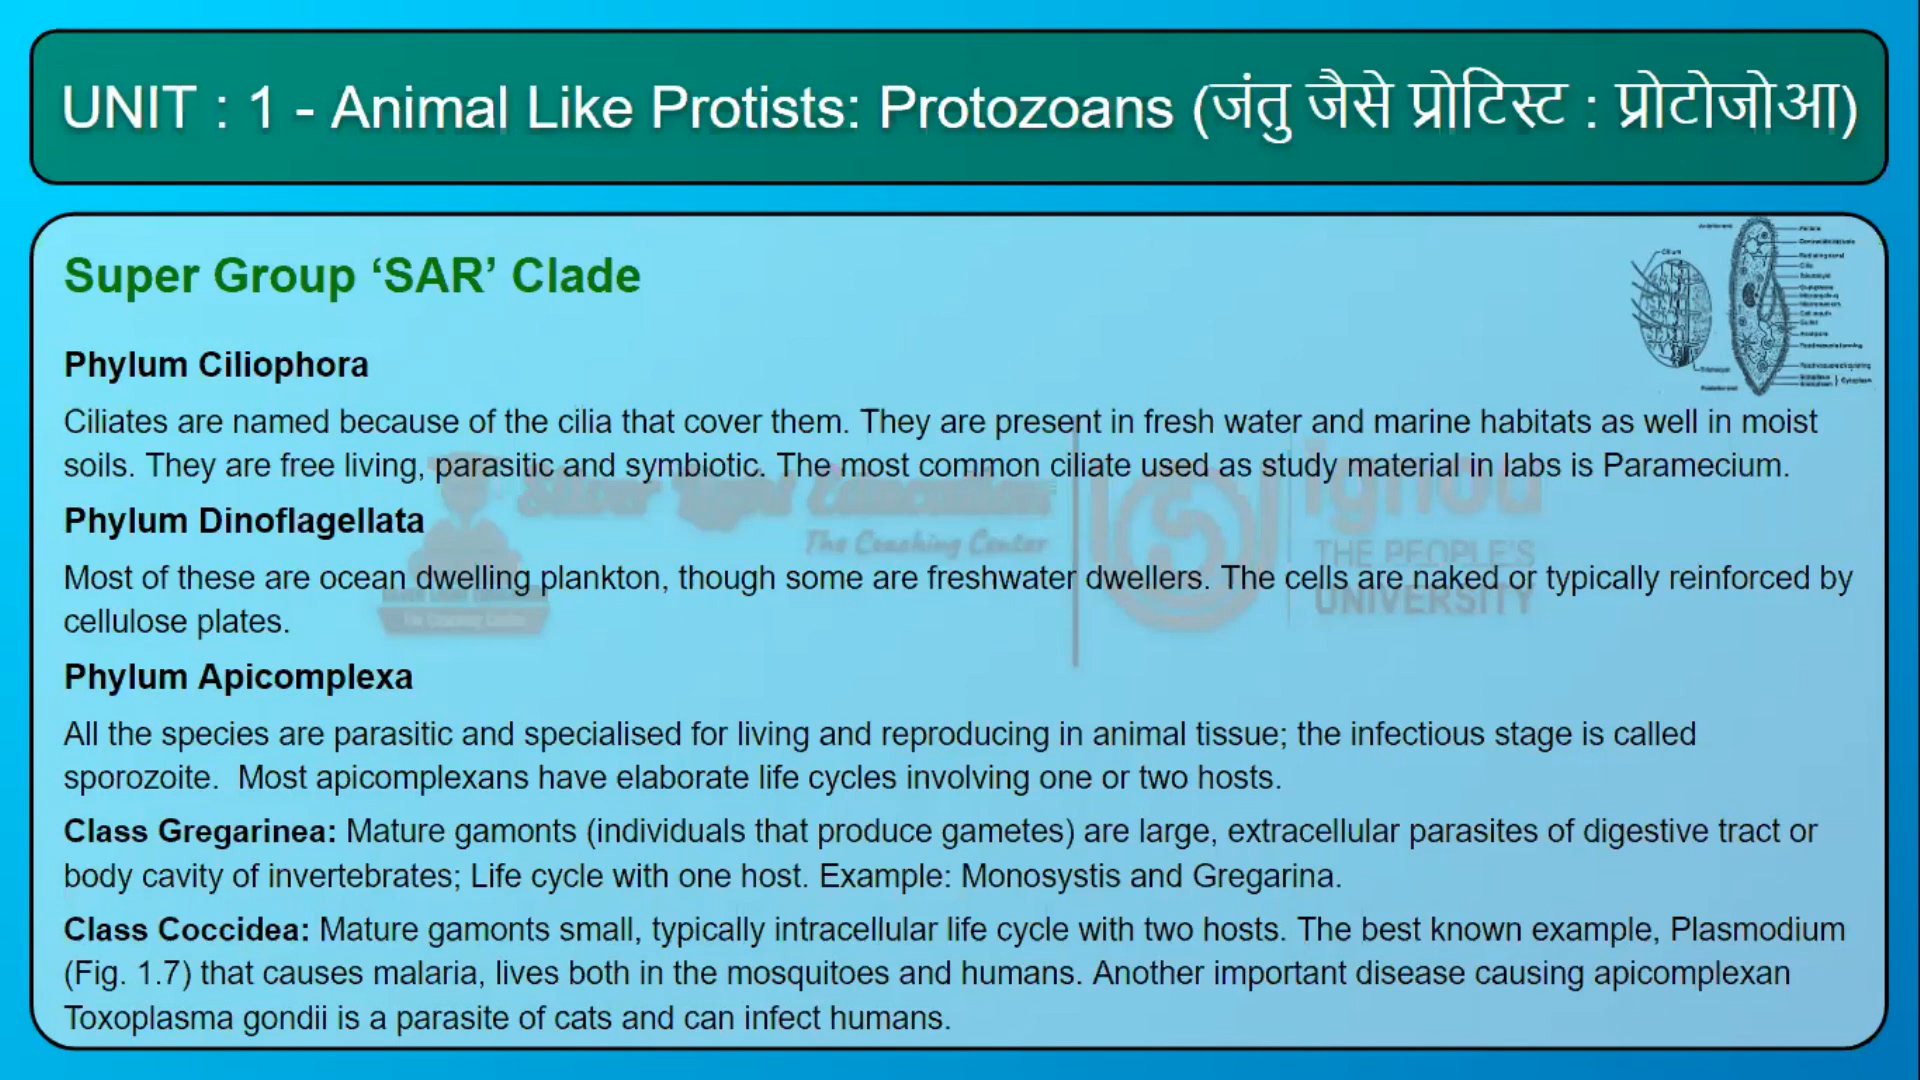 UNIT : 1 - Animal Like Protists: Protozoans (जंतु जैसे प्रोटिस्ट : प्रोटोजोआ)
Super Group ‘SAR’ Clade
Phylum Ciliophora
Ciliates are named because of the cilia that cover them. They are present in fresh water and marine habitats as well in moist
soils. They are free living, parasitic and symbiotic. The most common ciliate used as study material in labs is Paramecium.
Phylum Dinoflagellata
Most of these are ocean dwelling plankton, though some are freshwater dwellers. The cells are naked or typically reinforced by
cellulose plates.
Phylum Apicomplexa
All the species are parasitic and specialised for living and reproducing in animal tissue; the infectious stage is called
sporozoite. Most apicomplexans have elaborate life cycles involving one or two hosts.
Class Gregarinea: Mature gamonts (individuals that produce gametes) are large, extracellular parasites of digestive tract or
body cavity of invertebrates; Life cycle with one host. Example: Monosystis and Gregarina.
Class Coccidea: Mature gamonts small, typically intracellular life cycle with two hosts. The best known example, Plasmodium
(Fig. 1.7) that causes malaria, lives both in the mosquitoes and humans. Another important disease causing apicomplexan
Toxoplasma gondii is a parasite of cats and can infect humans.
The Coaching Center
ignou
THE PEOPLE'S
UNIVERSITY